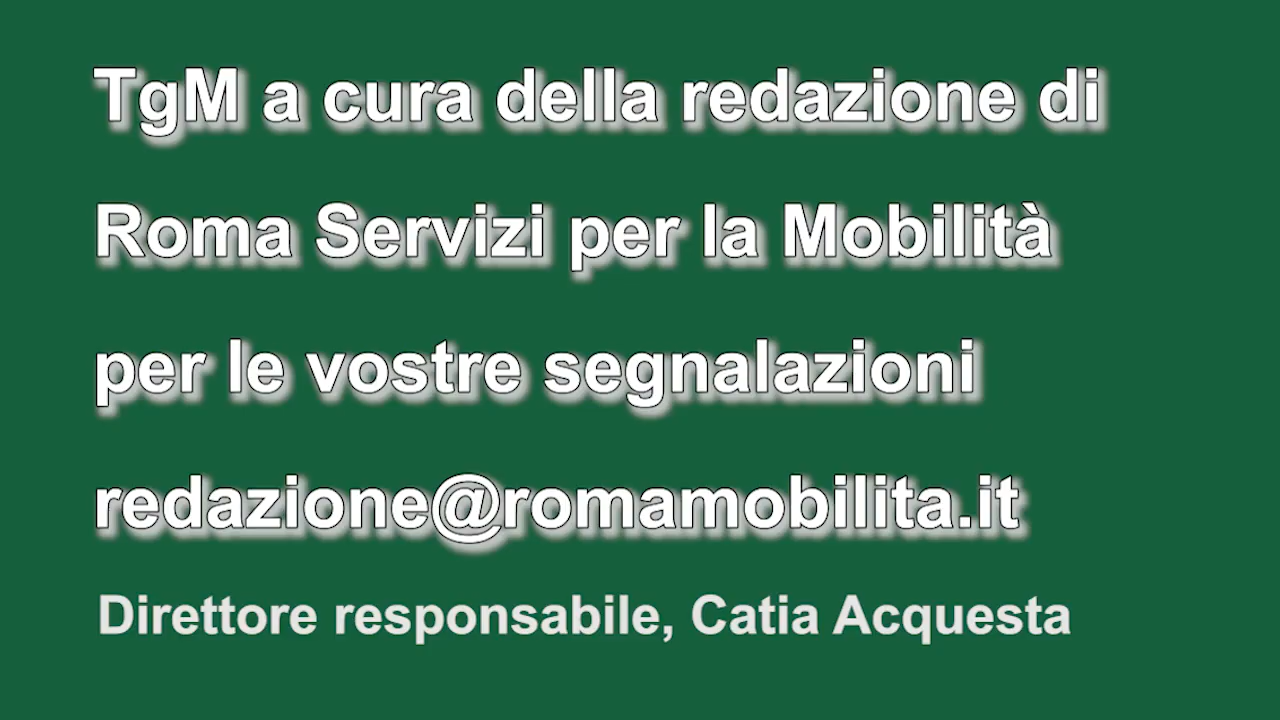 TgM a cura della redazione di
Roma Servizi per la Mobilità
per le vostre segnalazioni
redazione@romamobilita.it
Direttore responsabile, Catia Acquesta